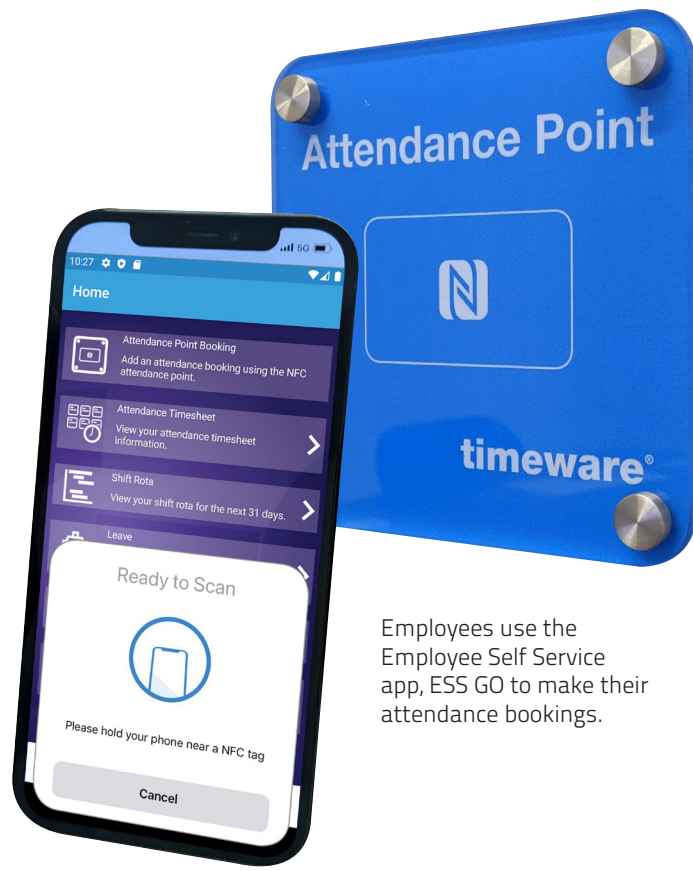 Attendance Point
timeware®
5G
10:27
Home
Attendance Point Booking
Add an attendance booking using the NFC
attendance point.
Attendance Timesheet
View your attendance timesheet
information.
Shift Rota
View your shift rota for the next 31 days.
Leave
Ready to Scan
Please hold your phone near a NFC tag
Cancel
Employees use the
Employee Self Service
app, ESS GO to make their
attendance bookings.